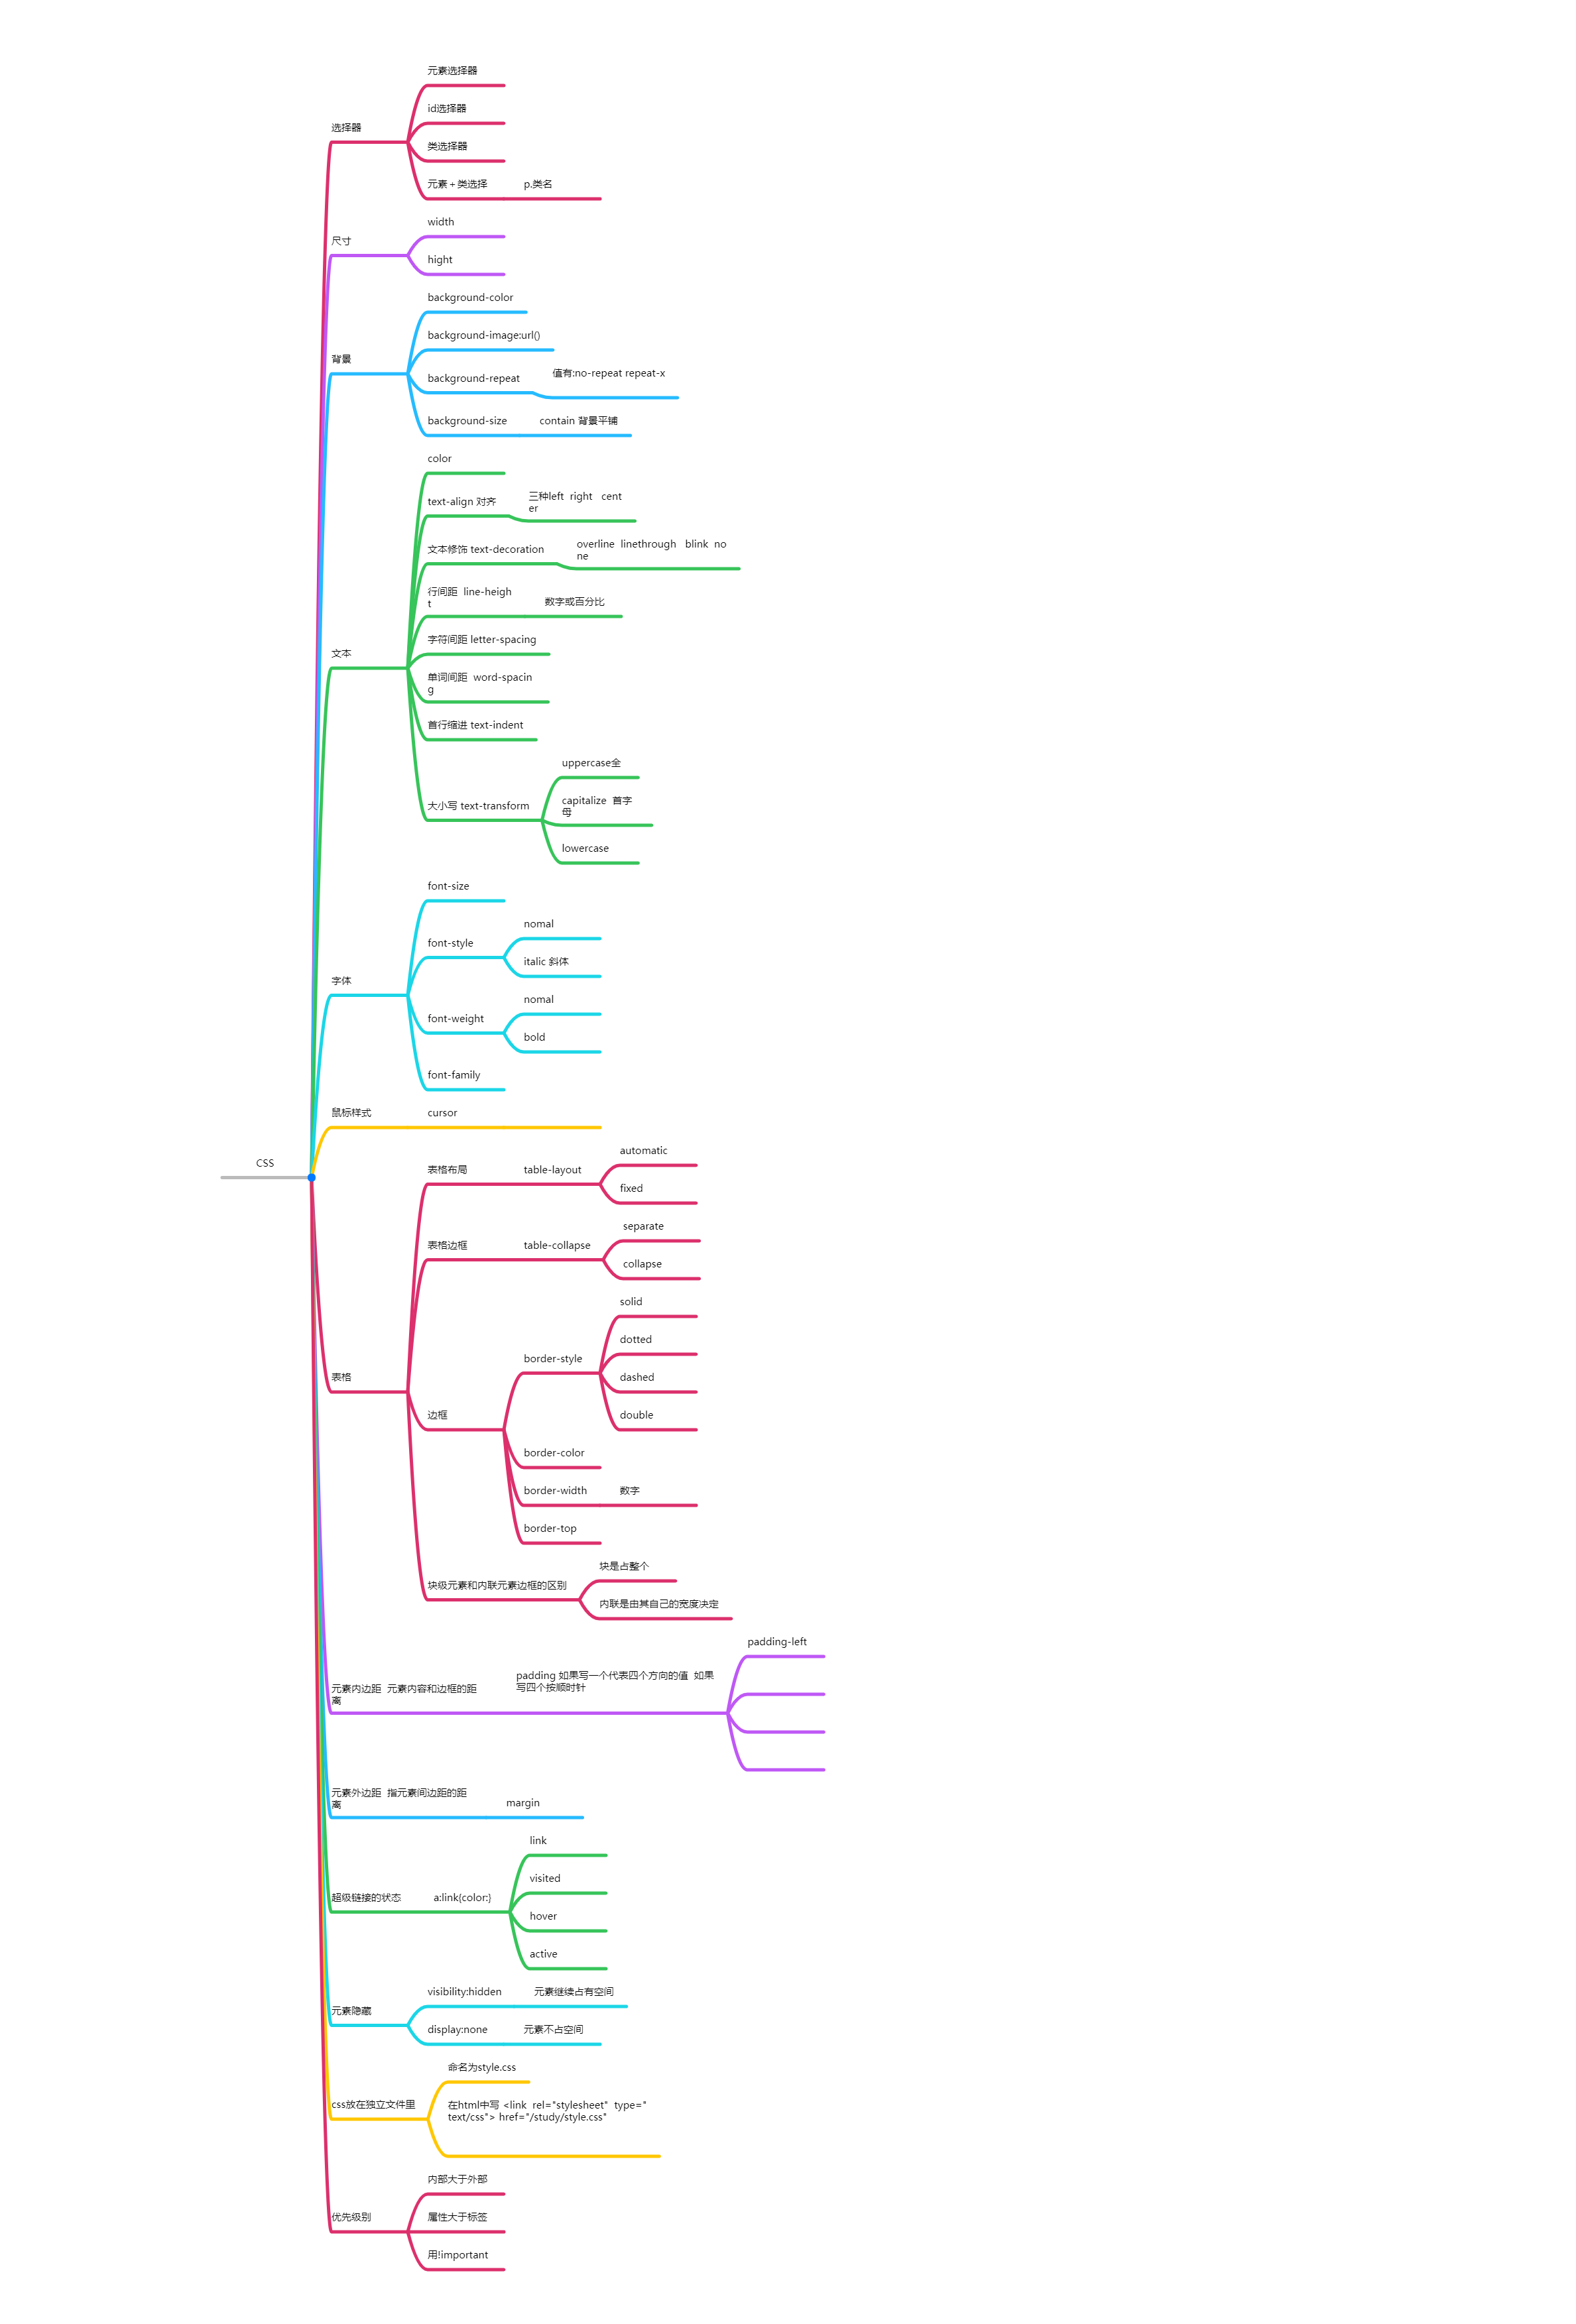 元素选择器
id选择器
选择器
类选择器
元素+类选择 p.类名
width
尺寸
hight
background-color
background-image:url()
背景
background-repeat 值有:no-repeat repeat-x
background-size contain 背景平铺
color
text-align 对齐 三种left right cent
er
文本修饰 text-decoration overline linethrough blink no
ne
行间距 line-heigh
t
数字或百分比
字符间距 letter-spacing
文本
单词间距 word-spacin
g
首行缩进 text-indent
uppercase全
capitalize 首字
母
大小写 text-transform
lowercase
font-size
nomal
font-style
italic 斜体
字体
nomal
font-weight
bold
font-family
鼠标样式 cursor
automatic
CSS
表格布局 table-layout
fixed
separate
表格边框 table-collapse
collapse
solid
dotted
border-style
表格
dashed
边框
double
border-color
border-width 数字
border-top
块是占整个
块级元素和内联元素边框的区别
内联是由其自己的宽度决定
padding-left
padding 如果写一个代表四个方向的值 如果
写四个按顺时针
元素内边距 元素内容和边框的距
离
元素外边距 指元素间边距的距
离
margin
link
visited
超级链接的状态 a:link{color:}
hover
active
visibility:hidden 元素继续占有空间
元素隐藏
display:none 元素不占空间
命名为style.css
css放在独立文件里
在html中写 <link rel="stylesheet" type="
text/css"> href="/study/style.css"
内部大于外部
优先级别
属性大于标签
用!important